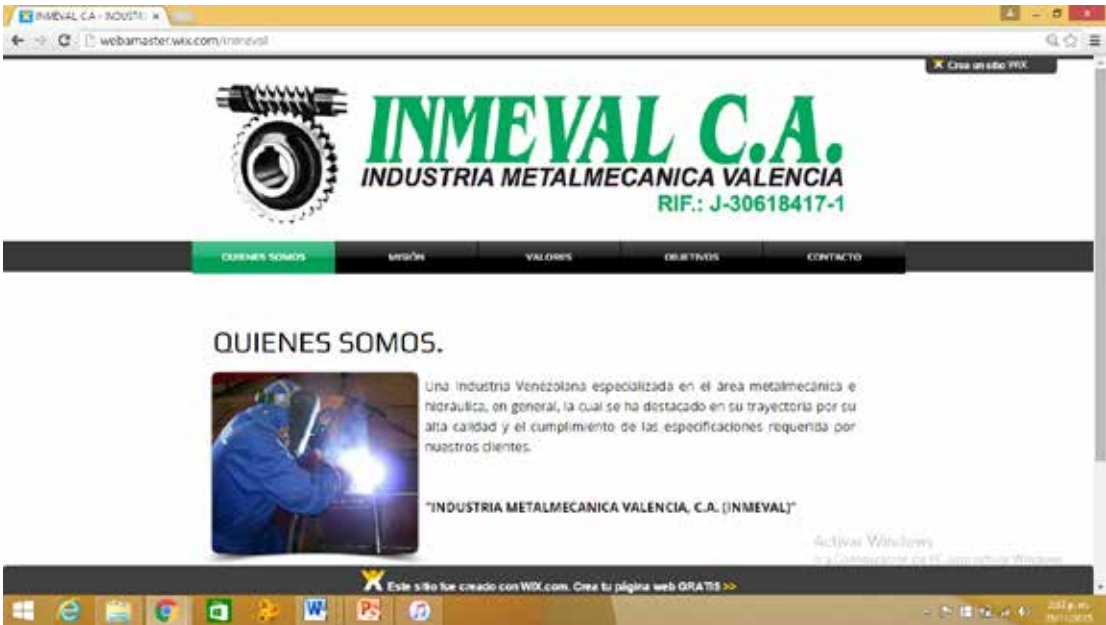 INMEVAL C.A - INDUSTRI
webamaster.wix.com/inmeval
Crea un sitio WIX
INMEVAL C.A.
INDUSTRIA METALMECANICA VALENCIA
RIF.: J-30618417-1
QUIENES SOMOS
MISIÓN
VALORES
OBJETIVOS
CONTACTO
QUIENES SOMOS.
Una Industria Venezolana especializada en el área metalmecánica e
hidráulica, en general, la cual se ha destacado en su trayectoria por su
alta calidad y el cumplimiento de las especificaciones requerida por
nuestros clientes.
"INDUSTRIA METALMECANICA VALENCIA, C.A. (INMEVAL)"
Activar Windows
Este sitio fue creado con WIX.com. Crea tu página web GRATIS >>